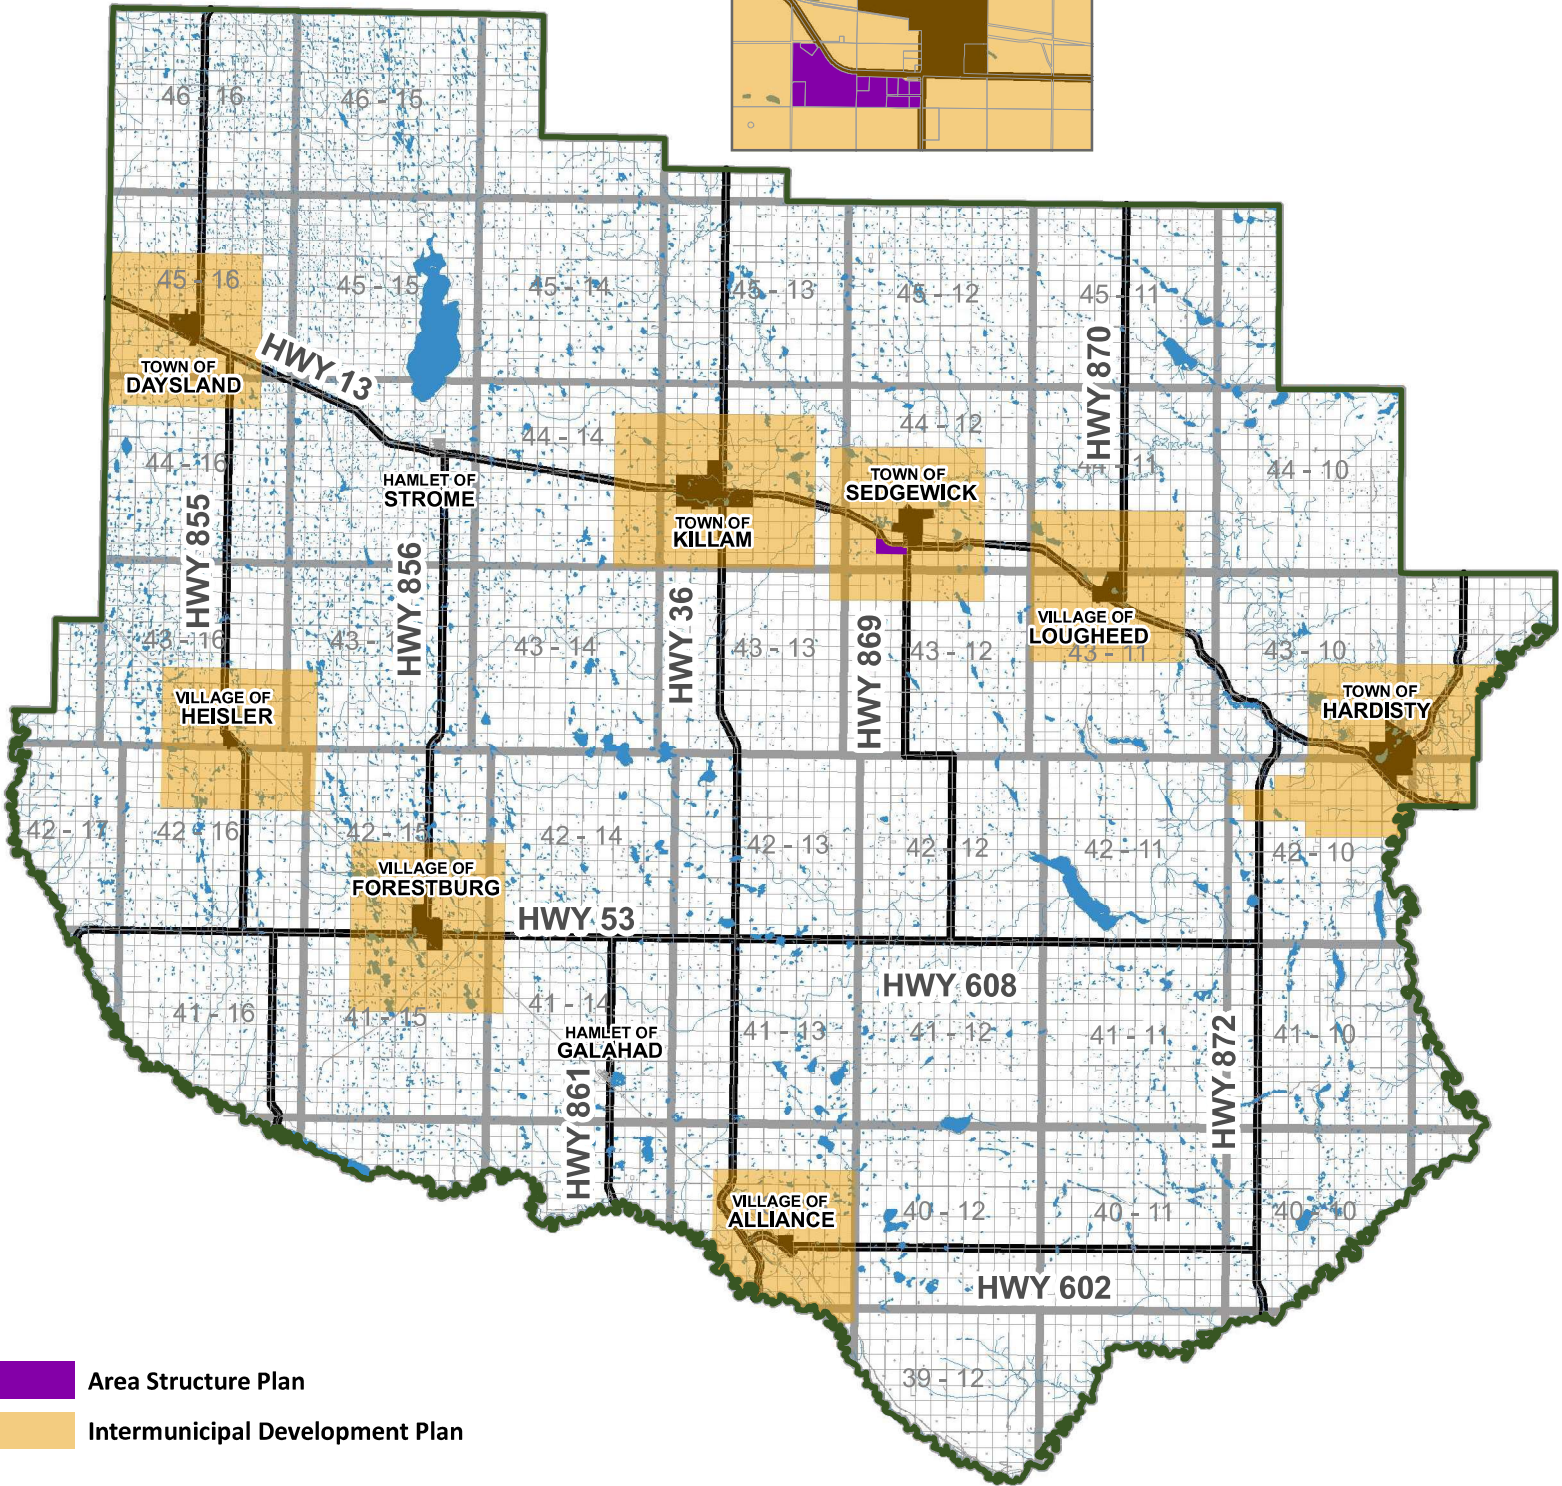 46 - 16
46 - 15
45 - 16
45 - 15
45 - 14
45 - 13
45 - 12
45 - 11
HWY 870
HWY 13
TOWN OF
DAYSLAND
44 - 16
44 - 14
44 - 12
44 - 11
44 - 10
HAMLET OF
STROME
TOWN OF
KILLAM
TOWN OF
SEDGEWICK
HWY 855
HWY 856
HWY 36
HWY 869
VILLAGE OF
LOUGHEED
43 - 16
43 -
43 - 14
43 - 13
43 - 12
43 - 11
43 - 10
VILLAGE OF
HEISLER
TOWN OF
HARDISTY
42 - 17
42 - 16
42 - 15
42 - 14
42 - 13
42 - 12
42 - 11
42 - 10
VILLAGE OF
FORESTBURG
HWY 53
HWY 608
41 - 16
41 - 15
41 - 14
41 - 13
41 - 12
41 - 11
41 - 10
HAMLET OF
GALAHAD
HWY 861
HWY 872
VILLAGE OF
ALLIANCE
40 - 12
40 - 11
40 - 10
HWY 602
39 - 12
Area Structure Plan
Intermunicipal Development Plan